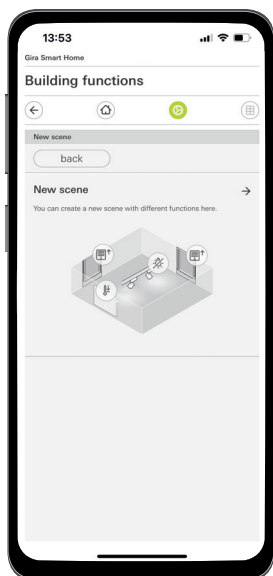 13:53
Gira Smart Home
Building functions
New scene
back
New scene
You can create a new scene with different functions here.